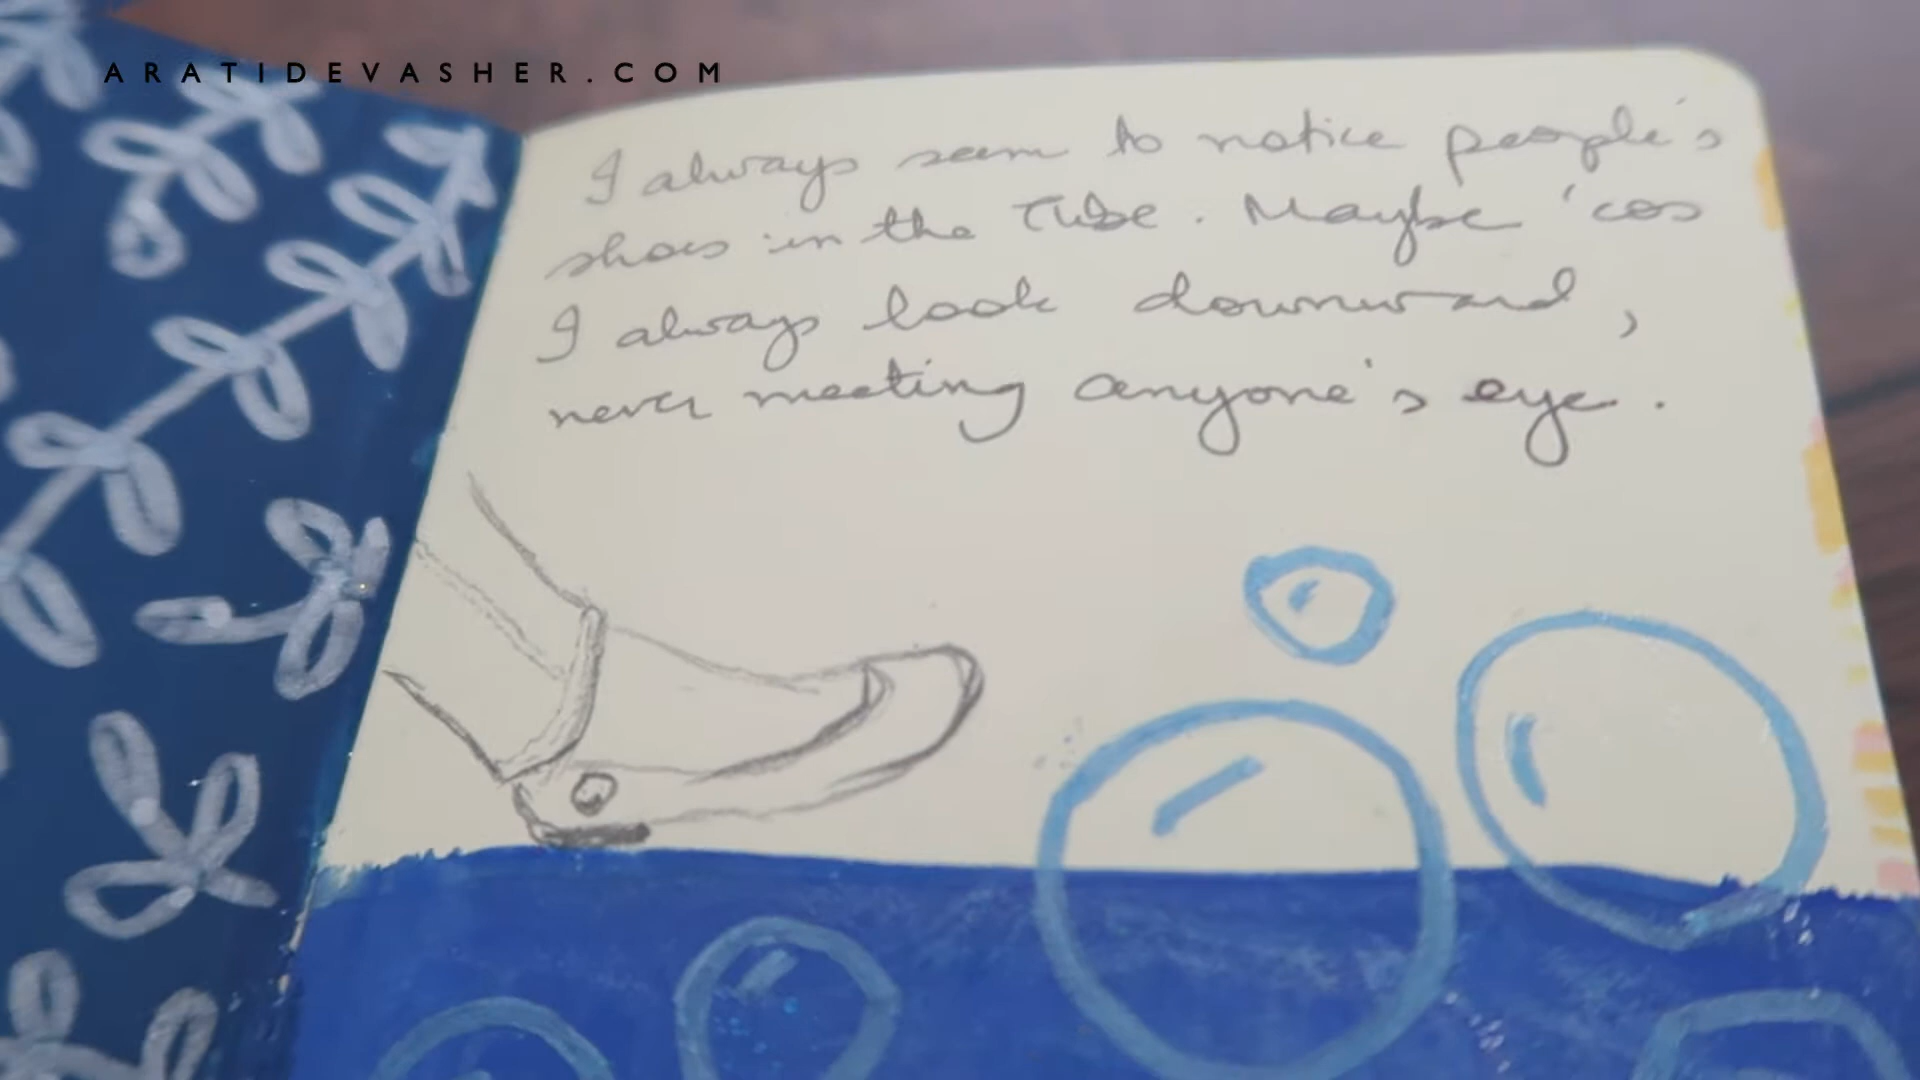 ARATIDEVASHER.COM
I always seem to notice people's
shoes in the Tube. Maybe 'cos
I always look downward,
never meeting anyone's eye.